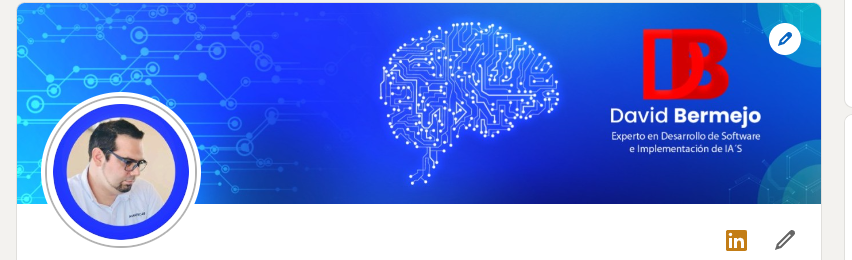 DB
David Bermejo
Experto en Desarrollo de Software
e Implementación de IA´S
in